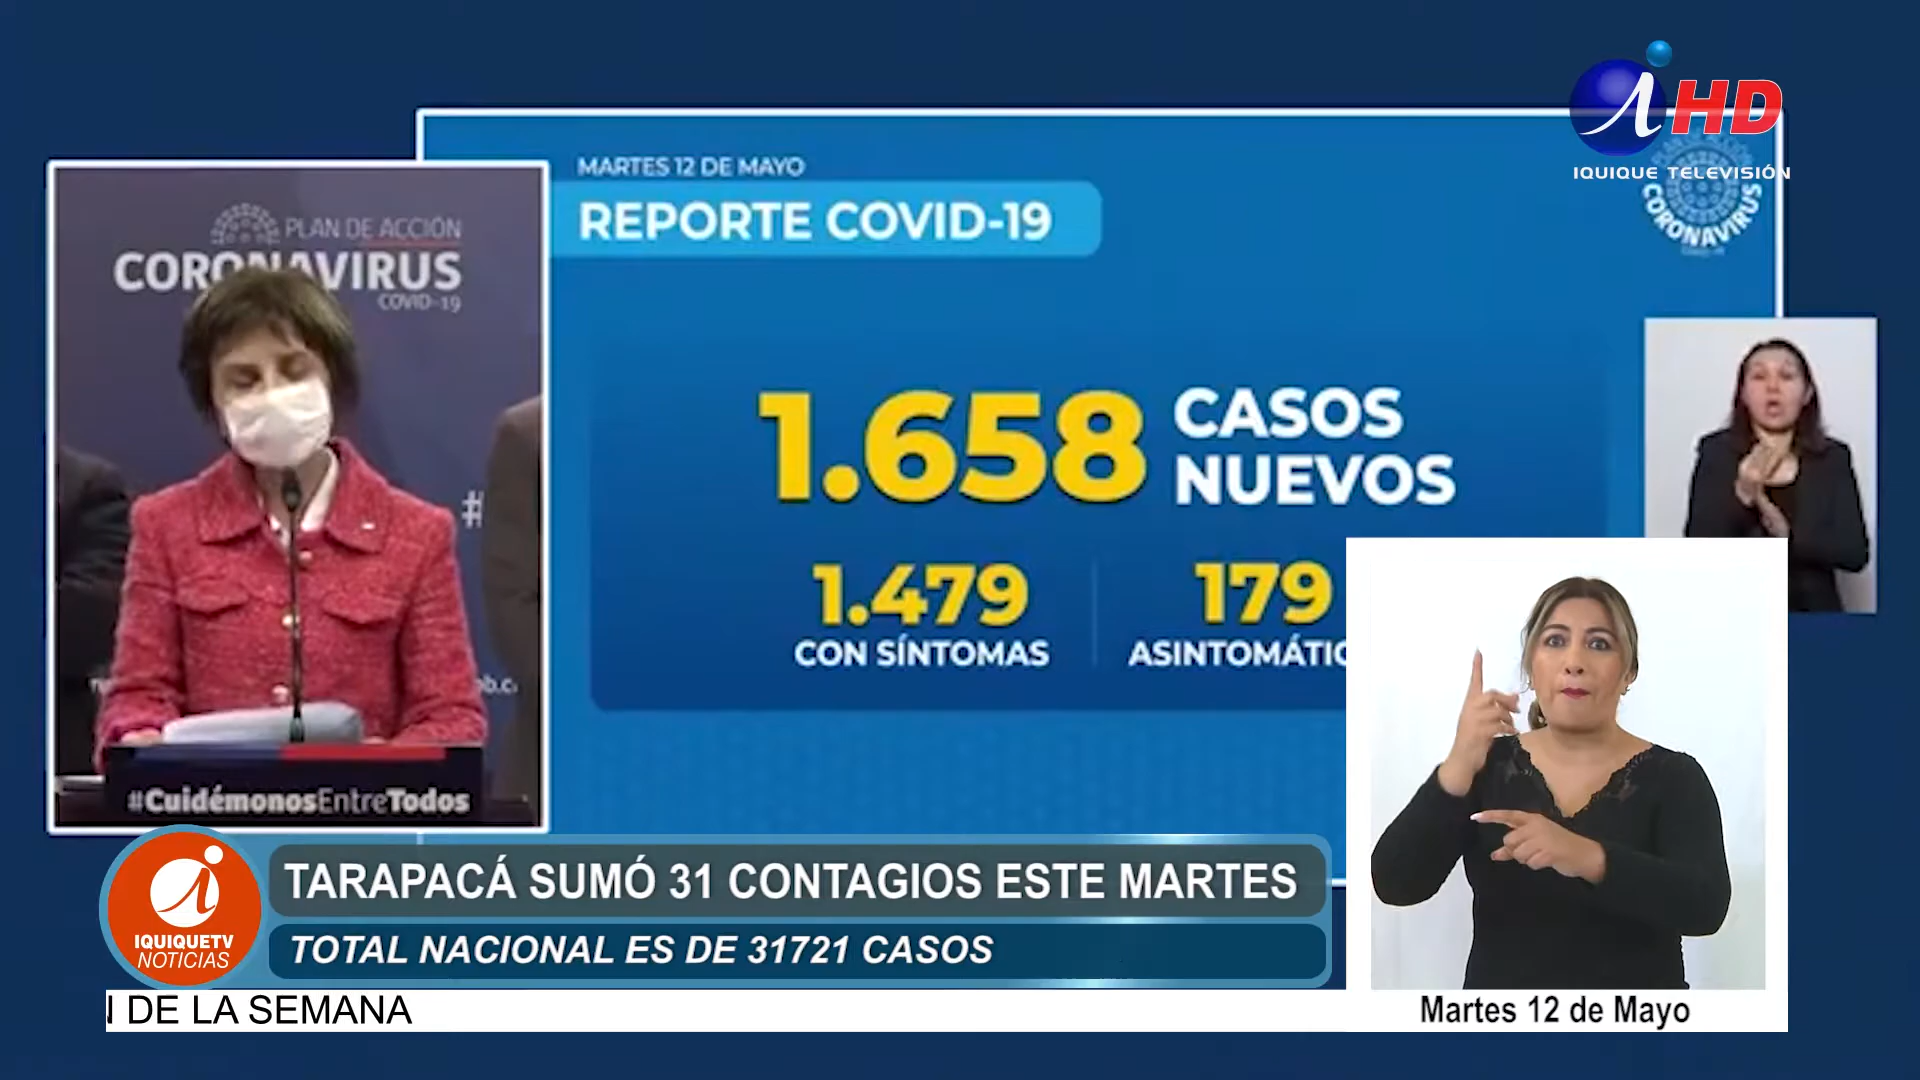 HD
IQUIQUE TELEVISIÓN
MARTES 12 DE MAYO
REPORTE COVID-19
CORONAVIRUS
PLAN DE ACCIÓN
CORONAVIRUS
COVID-19
1.658 CASOS
NUEVOS
1.479
CON SÍNTOMAS
179
ASINTOMÁTIC
#
#CuidémonosEntreTodos
TARAPACÁ SUMÓ 31 CONTAGIOS ESTE MARTES
TOTAL NACIONAL ES DE 31721 CASOS
IQUIQUETV
NOTICIAS
DE LA SEMANA
Martes 12 de Mayo